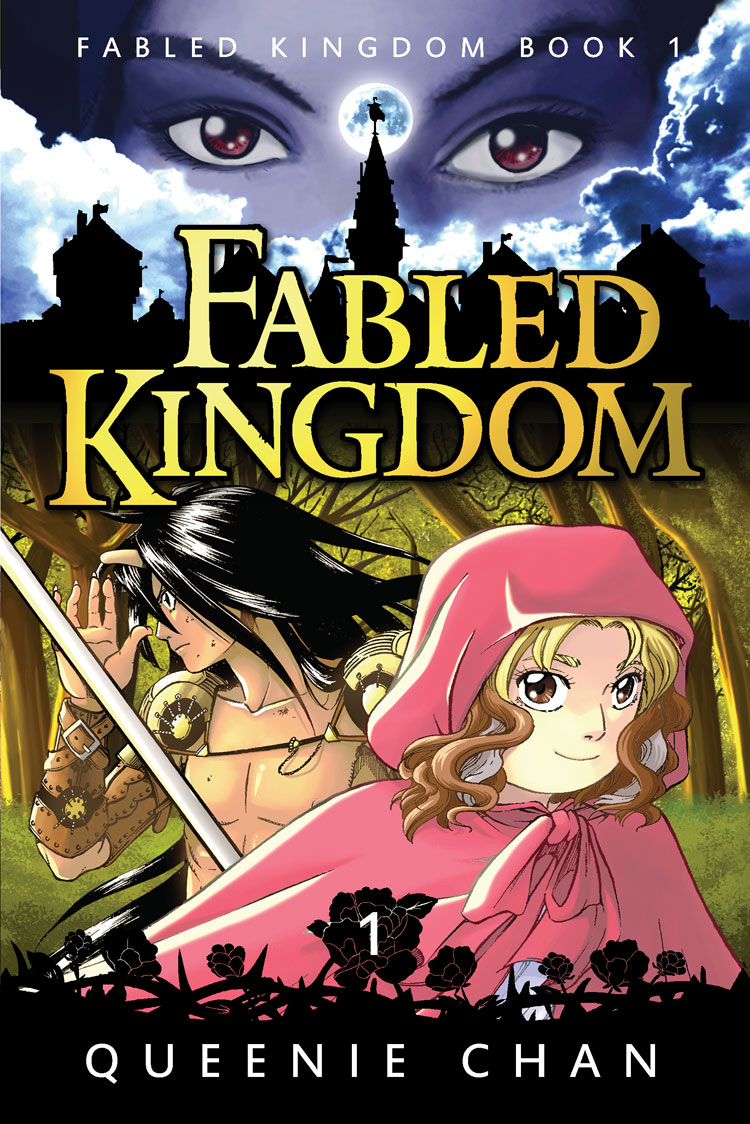 FABLED KINGDOM BOOK 1
FABLED
KINGDOM
1
QUEENIE CHAN